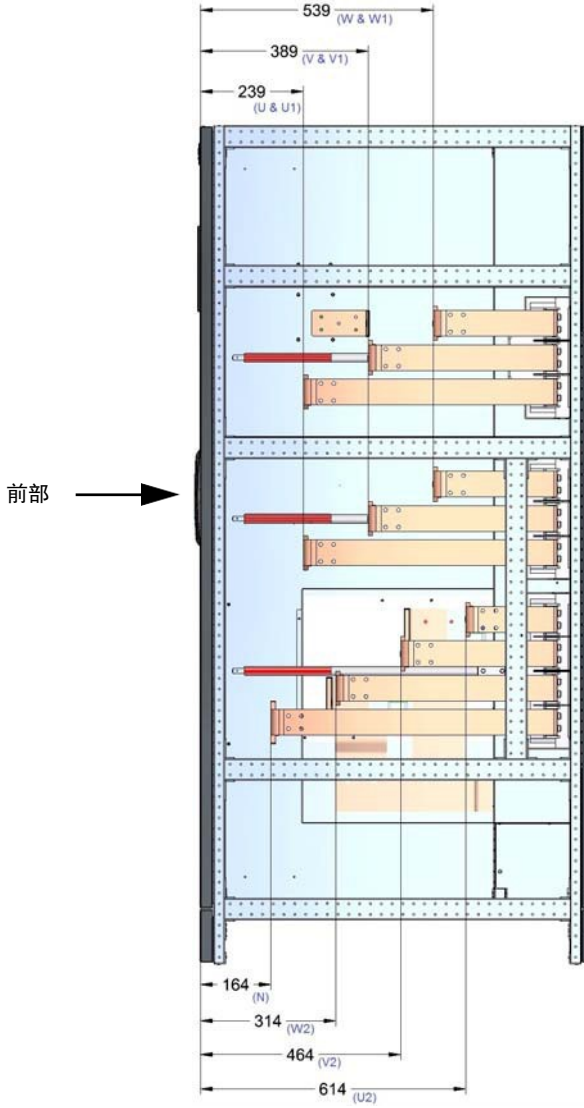 539
(W & W1)
389
(V & V1)
239
(U & U1)
前部
164
(N)
314
(W2)
464
(V2)
614
(U2)